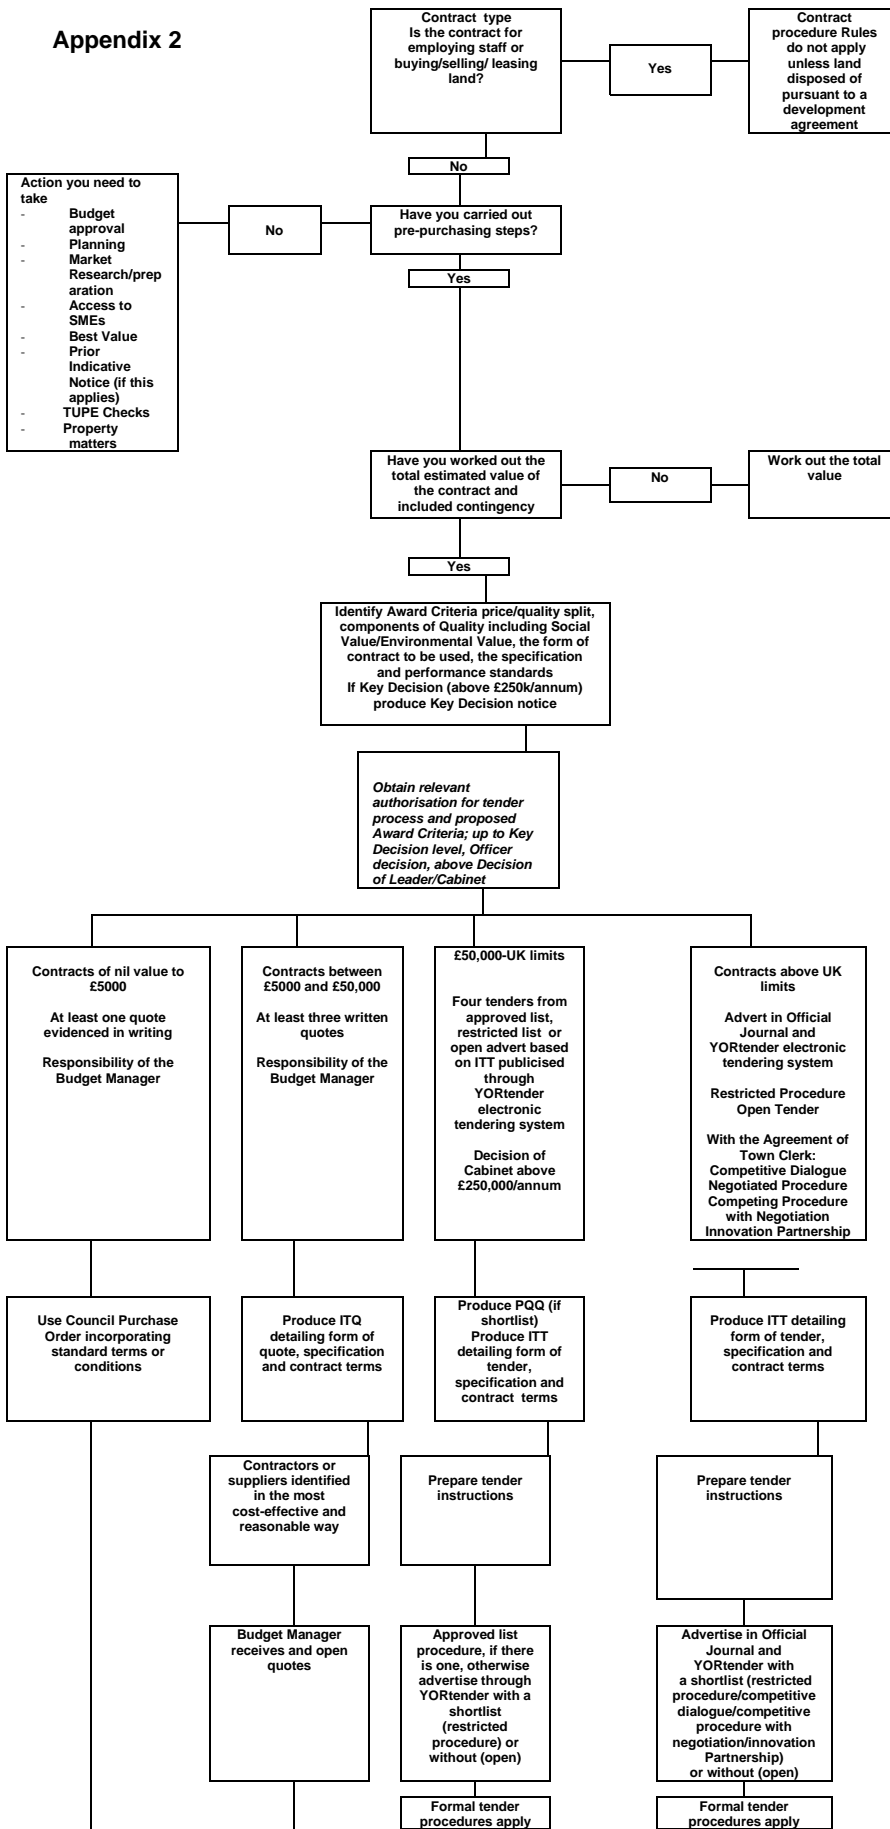 Appendix 2
Contract type
Is the contract for
employing staff or
buying/selling/ leasing
land?
Yes
Contract
procedure Rules
do not apply
unless land
disposed of
pursuant to a
development
agreement
No
Action you need to
take
- Budget
approval
- Planning
- Market
Research/prep
aration
- Access to
SMEs
- Best Value
- Prior
Indicative
Notice (if this
applies)
- TUPE Checks
- Property
matters
No
Have you carried out
pre-purchasing steps?
Yes
Have you worked out the
total estimated value of
the contract and
included contingency
No
Work out the total
value
Yes
Identify Award Criteria price/quality split,
components of Quality including Social
Value/Environmental Value, the form of
contract to be used, the specification
and performance standards
If Key Decision (above £250k/annum)
produce Key Decision notice
Obtain relevant
authorisation for tender
process and proposed
Award Criteria; up to Key
Decision level, Officer
decision, above Decision
of Leader/Cabinet
Contracts of nil value to
£5000
At least one quote
evidenced in writing
Responsibility of the
Budget Manager
Contracts between
£5000 and £50,000
At least three written
quotes
Responsibility of the
Budget Manager
£50,000-UK limits
Four tenders from
approved list,
restricted list or
open advert based
on ITT publicised
through
YORtender
electronic
tendering system
Decision of
Cabinet above
£250,000/annum
Contracts above UK
limits
Advert in Official
Journal and
YORtender electronic
tendering system
Restricted Procedure
Open Tender
With the Agreement of
Town Clerk:
Competitive Dialogue
Negotiated Procedure
Competing Procedure
with Negotiation
Innovation Partnership
Use Council Purchase
Order incorporating
standard terms or
conditions
Produce ITQ
detailing form of
quote, specification
and contract terms
Produce PQQ (if
shortlist)
Produce ITT
detailing form of
tender,
specification and
contract terms
Produce ITT detailing
form of tender,
specification and
contract terms
Contractors or
suppliers identified
in the most
cost-effective and
reasonable way
Prepare tender
instructions
Prepare tender
instructions
Budget Manager
receives and open
quotes
Approved list
procedure, if there
is one, otherwise
advertise through
YORtender with a
shortlist
(restricted
procedure) or
without (open)
Advertise in Official
Journal and
YORtender with
a shortlist (restricted
procedure/competitive
dialogue/competitive
procedure with
negotiation/innovation
Partnership)
or without (open)
Formal tender
procedures apply
Formal tender
procedures apply